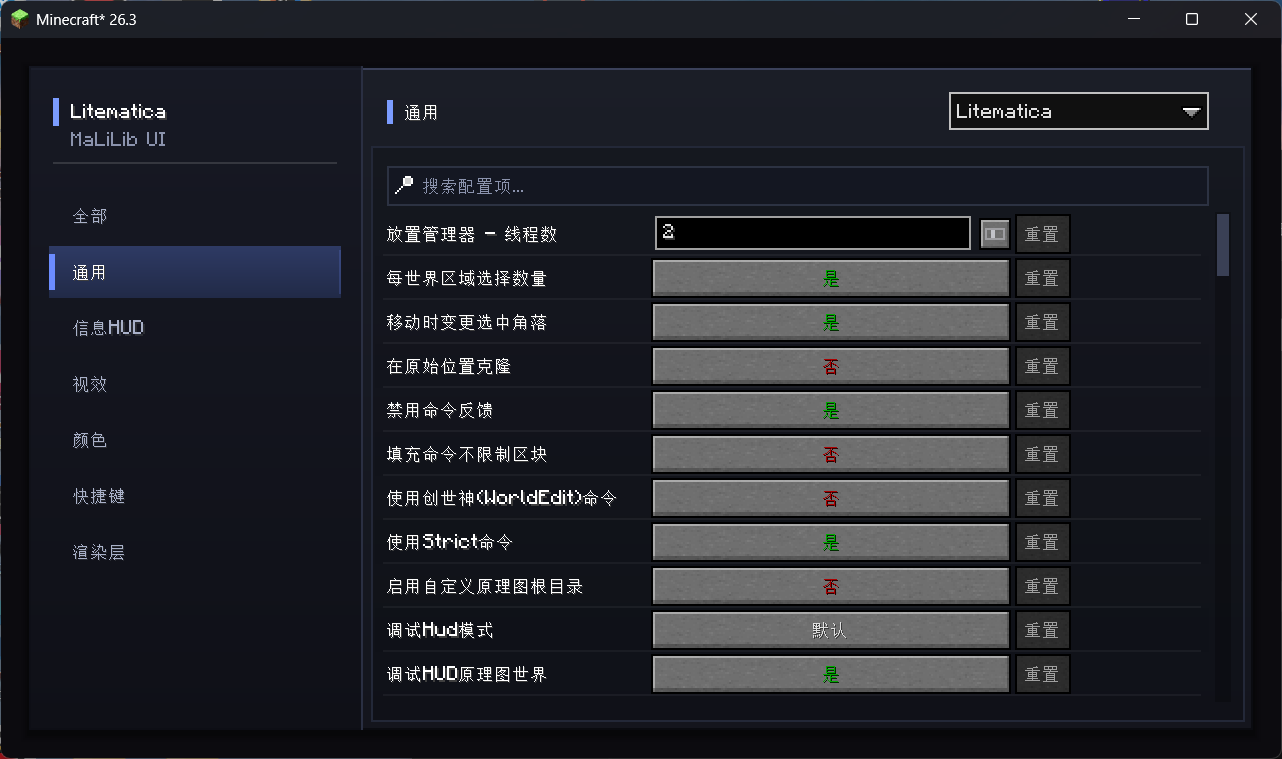 Minecraft* 26.3
Litematica
MaLiLib UI
全部
通用
信息HUD
视效
颜色
快捷键
渲染层
通用
Litematica
搜索配置项...
放置管理器 - 线程数 2 重置
每世界区域选择数量 是 重置
移动时变更选中角落 是 重置
在原始位置克隆 否 重置
禁用命令反馈 是 重置
填充命令不限制区块 否 重置
使用创世神(WorldEdit)命令 否 重置
使用Strict命令 是 重置
启用自定义原理图根目录 否 重置
调试Hud模式 默认 重置
调试HUD原理图世界 是 重置